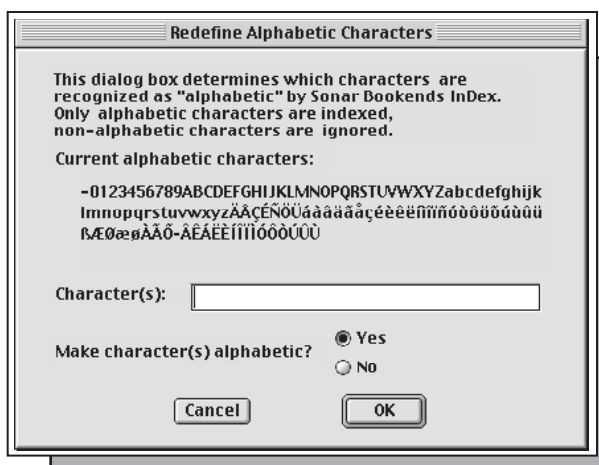 Redefine Alphabetic Characters
This dialog box determines which characters are
recognized as "alphabetic" by Sonar Bookends InDex.
Only alphabetic characters are indexed,
non-alphabetic characters are ignored.
Current alphabetic characters:
-0123456789ABCDEFGHIJKLMNOPQRSTUVWXYZabcdefghijk
lmnopqrstuvwxyzÄÅÇÉÑÖÜáàâäãåçéèêëíìîïñóòôöõúùûü
ßÆØæøÀÃÕ-ÂÊÁËÈÍÎÏÌÓÔÒÚÛÙ
Character(s):
Make character(s) alphabetic?
Yes
No
Cancel
OK